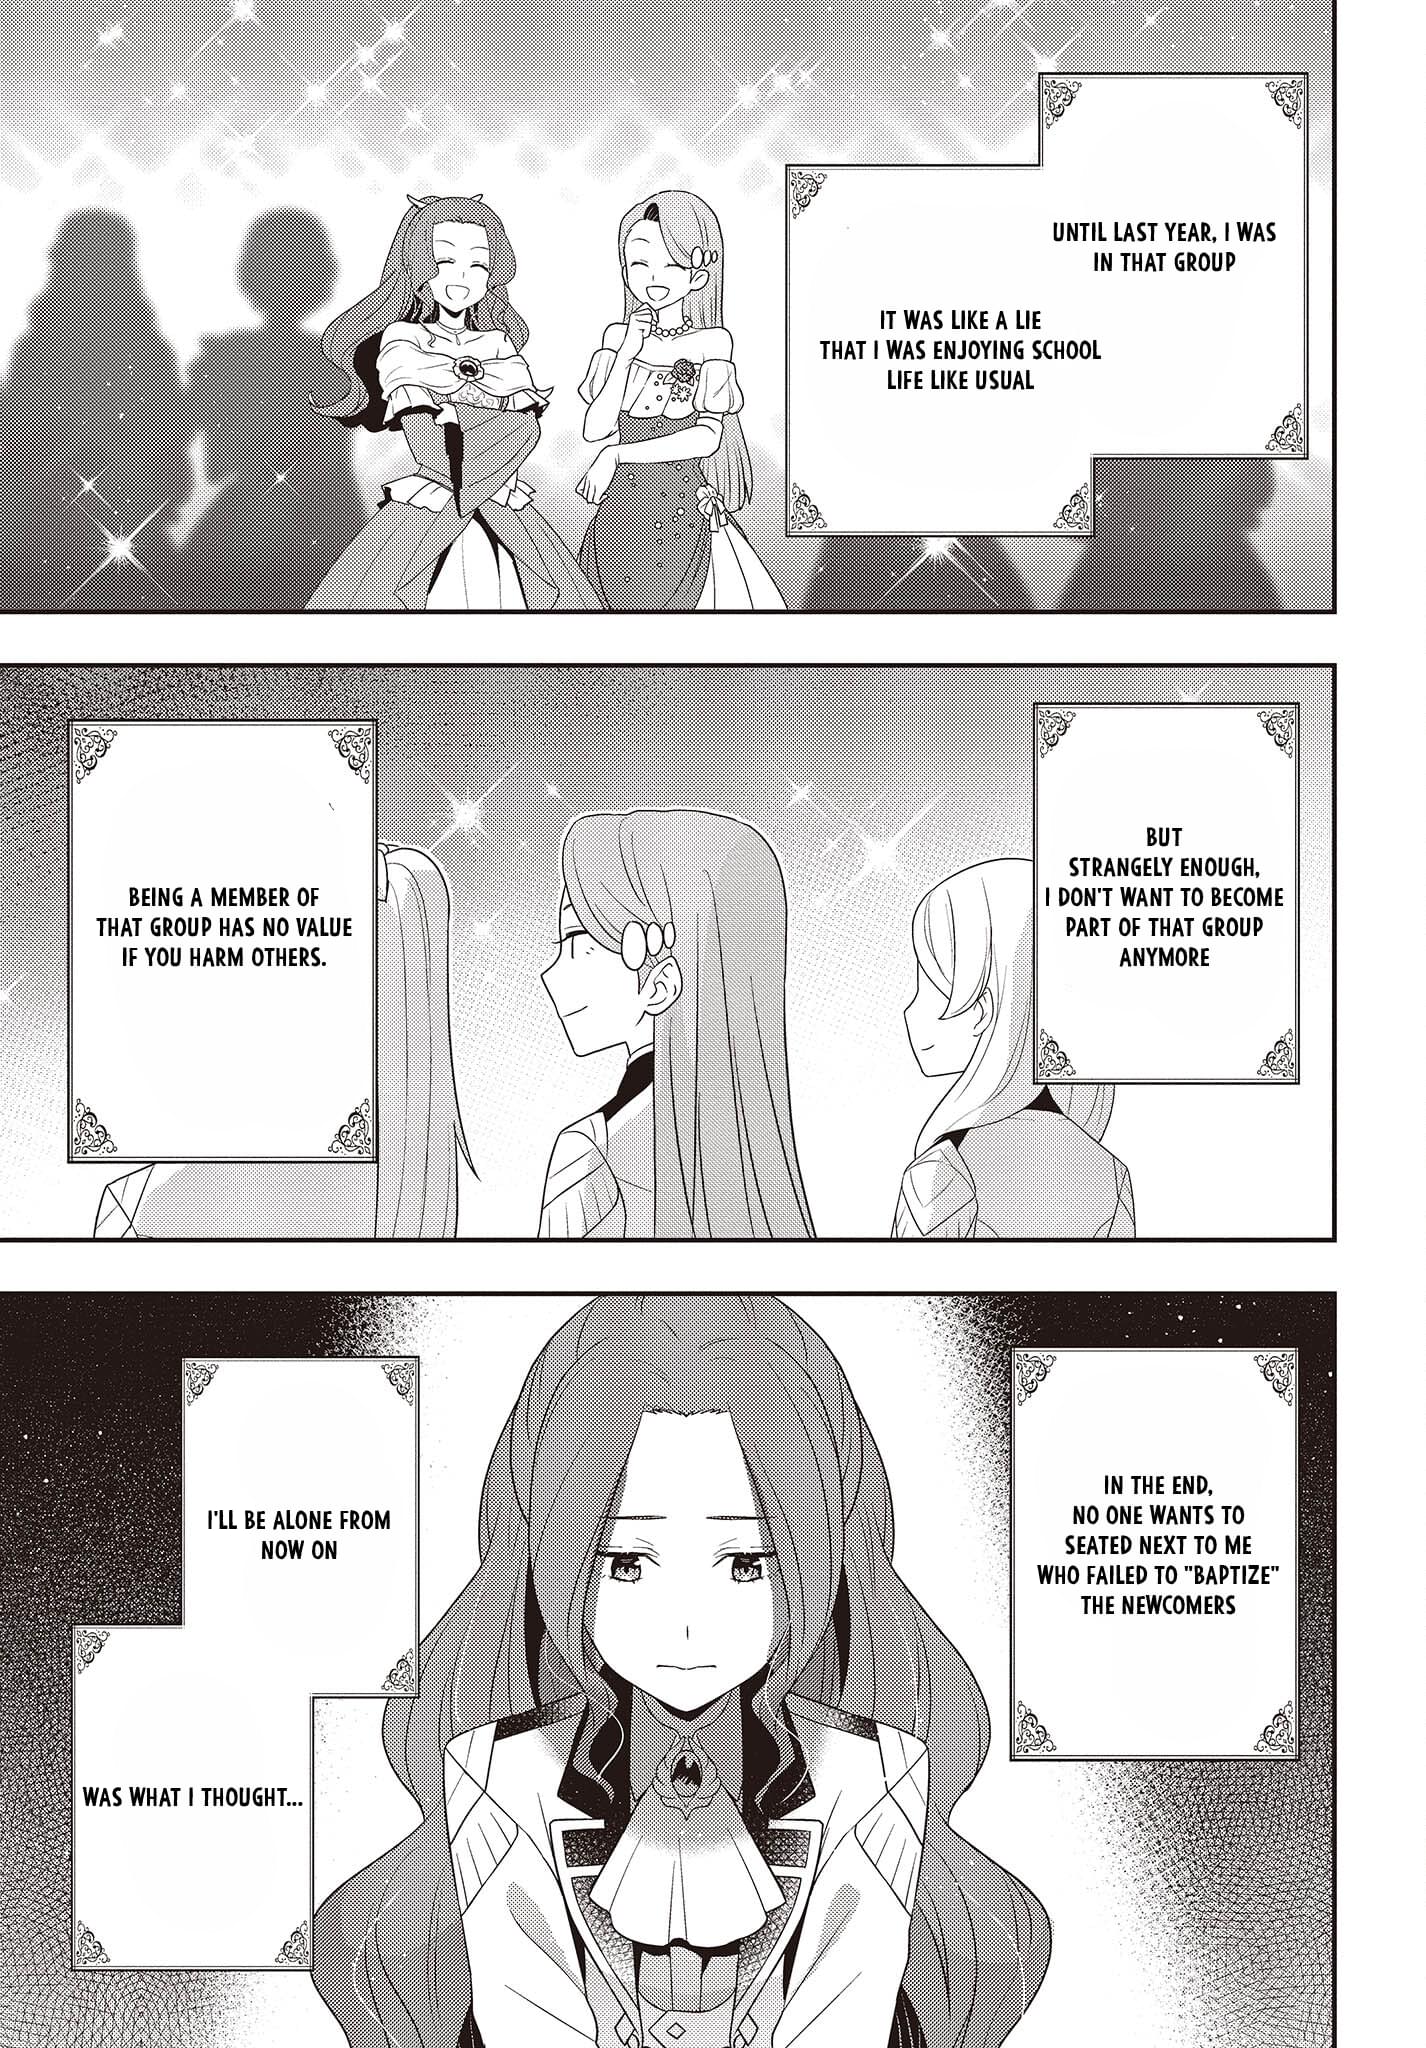 UNTIL LAST YEAR, I WAS
IN THAT GROUP
IT WAS LIKE A LIE
THAT I WAS ENJOYING SCHOOL
LIFE LIKE USUAL
BUT
STRANGELY ENOUGH,
I DON'T WANT TO BECOME
PART OF THAT GROUP
ANYMORE
BEING A MEMBER OF
THAT GROUP HAS NO VALUE
IF YOU HARM OTHERS.
IN THE END,
NO ONE WANTS TO
SEATED NEXT TO ME
WHO FAILED TO "BAPTIZE"
THE NEWCOMERS
I'LL BE ALONE FROM
NOW ON
WAS WHAT I THOUGHT...